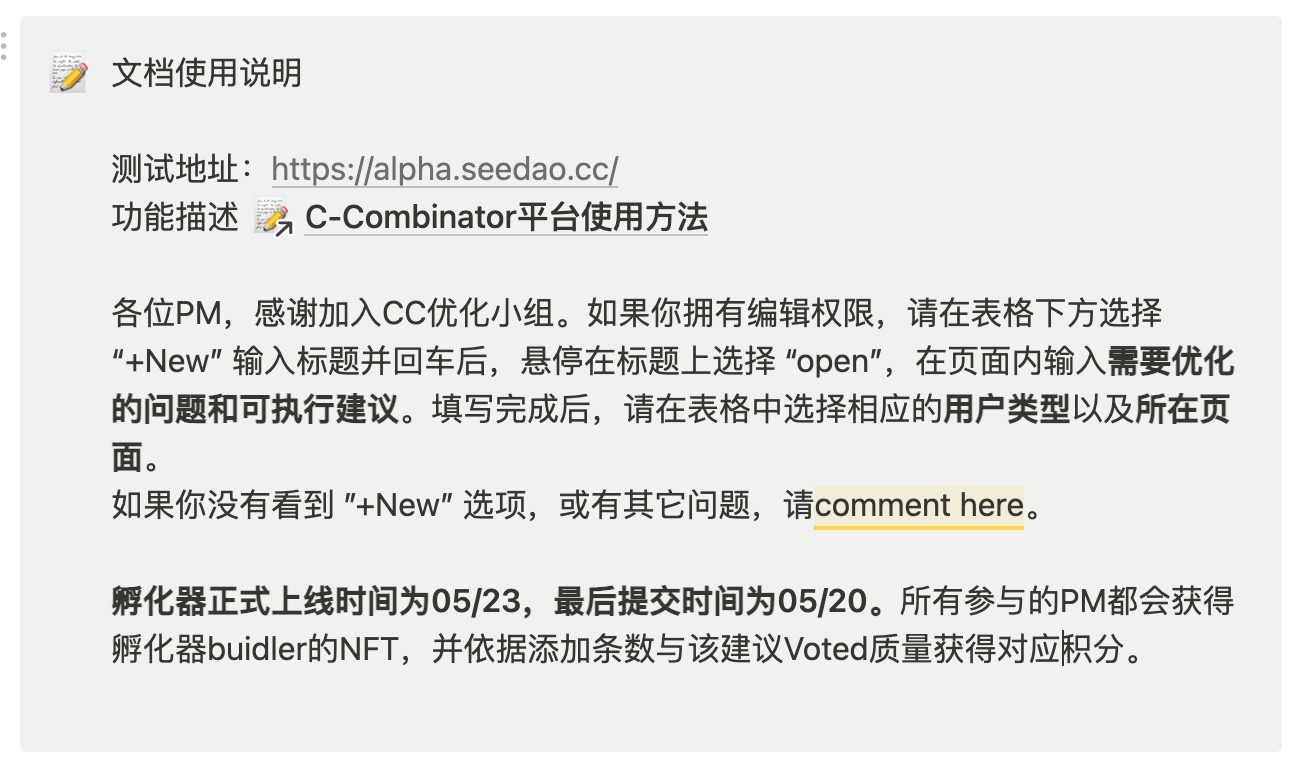 文档使用说明
测试地址：https://alpha.seedao.cc/
功能描述 C-Combinator平台使用方法
各位PM，感谢加入CC优化小组。如果你拥有编辑权限，请在表格下方选择
“+New” 输入标题并回车后，悬停在标题上选择 “open”，在页面内输入需要优化
的问题和可执行建议。填写完成后，请在表格中选择相应的用户类型以及所在页
面。
如果你没有看到 ”+New” 选项，或有其它问题，请comment here。
孵化器正式上线时间为05/23，最后提交时间为05/20。所有参与的PM都会获得
孵化器buidler的NFT，并依据添加条数与该建议Voted质量获得对应积分。